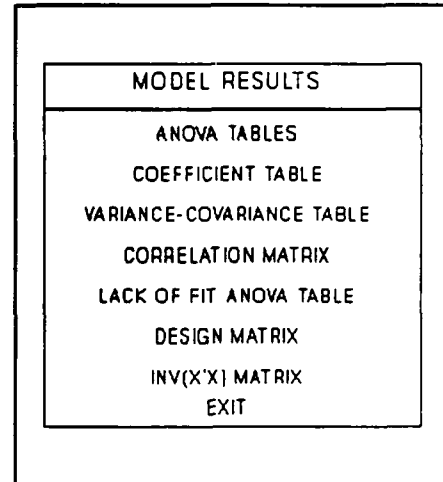 MODEL RESULTS
ANOVA TABLES
COEFFICIENT TABLE
VARIANCE-COVARIANCE TABLE
CORRELATION MATRIX
LACK OF FIT ANOVA TABLE
DESIGN MATRIX
INV(X'X) MATRIX
EXIT